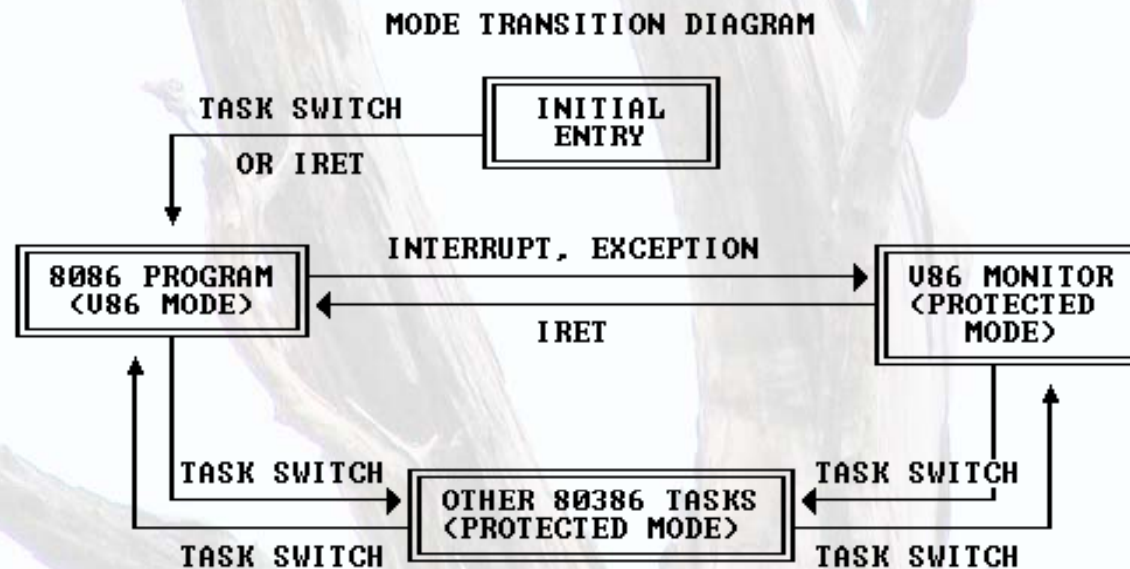 MODE TRANSITION DIAGRAM
INITIAL
ENTRY
TASK SWITCH
OR IRET
8086 PROGRAM
(V86 MODE)
INTERRUPT, EXCEPTION
IRET
V86 MONITOR
(PROTECTED
MODE)
TASK SWITCH
TASK SWITCH
OTHER 80386 TASKS
(PROTECTED MODE)
TASK SWITCH
TASK SWITCH